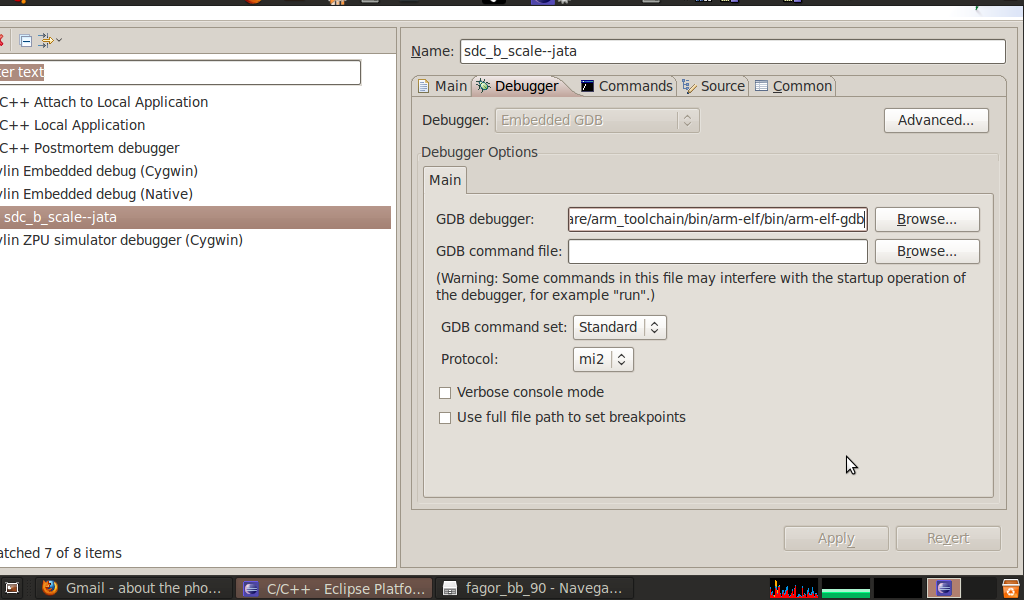 Name: sdc_b_scale--jata
er text
Main Debugger Commands Source Common
C++ Attach to Local Application
C++ Local Application
C++ Postmortem debugger
ylin Embedded debug (Cygwin)
ylin Embedded debug (Native)
sdc_b_scale--jata
ylin ZPU simulator debugger (Cygwin)
Debugger: Embedded GDB Advanced...
Debugger Options
Main
GDB debugger: are/arm_toolchain/bin/arm-elf/bin/arm-elf-gdb Browse...
GDB command file: Browse...
(Warning: Some commands in this file may interfere with the startup operation of
the debugger, for example "run".)
GDB command set: Standard
Protocol: mi2
Verbose console mode
Use full file path to set breakpoints
Apply Revert
atched 7 of 8 items
Gmail - about the pho... C/C++ - Eclipse Platfo... fagor_bb_90 - Navega...